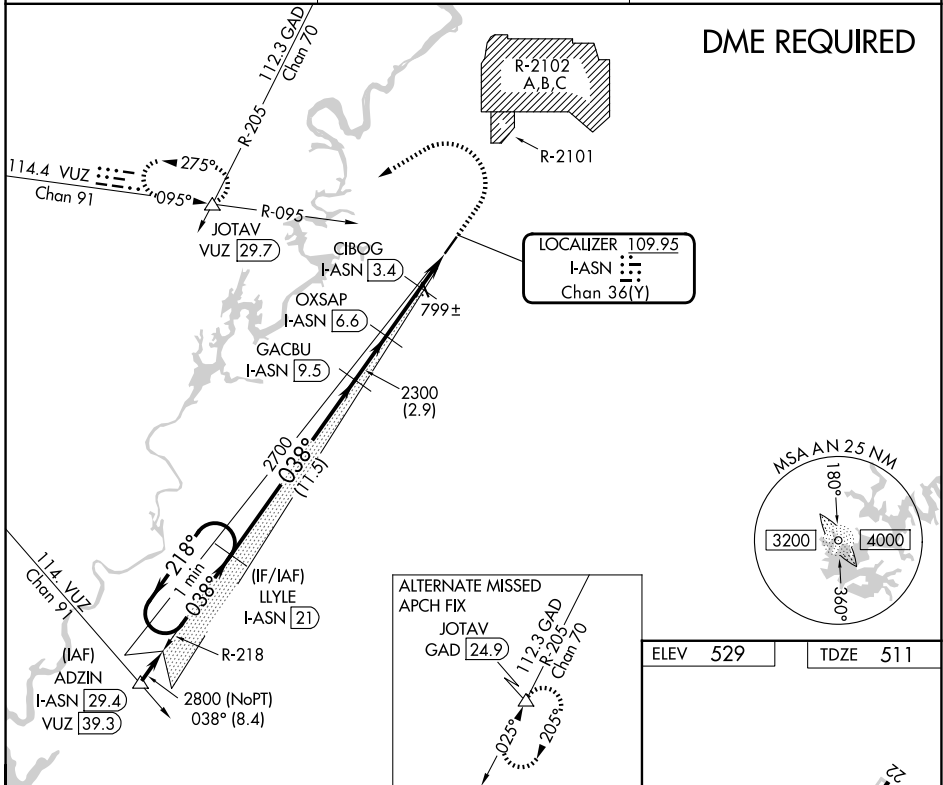 DME REQUIRED
112.3 GAD
Chan 70
R-205
R-2102
A,B,C
R-2101
114.4 VUZ
Chan 91
275°
095°
R-095
JOTAV
VUZ 29.7
CIBOG
I-ASN 3.4
LOCALIZER 109.95
I-ASN
Chan 36(Y)
799±
OXSAP
I-ASN 6.6
GACBU
I-ASN 9.5
2300
(2.9)
2700
038°
(11.5)
MSA AN 25 NM
180°
3200
4000
360°
218°
1 min
038°
(IF/IAF)
LLYLE
I-ASN 21
114. VUZ
Chan 91
R-218
(IAF)
ADZIN
I-ASN 29.4
VUZ 39.3
2800 (NoPT)
038° (8.4)
ALTERNATE MISSED
APCH FIX
JOTAV
GAD 24.9
112.3 GAD
R-205
Chan 70
025°
205°
ELEV 529
TDZE 511
22